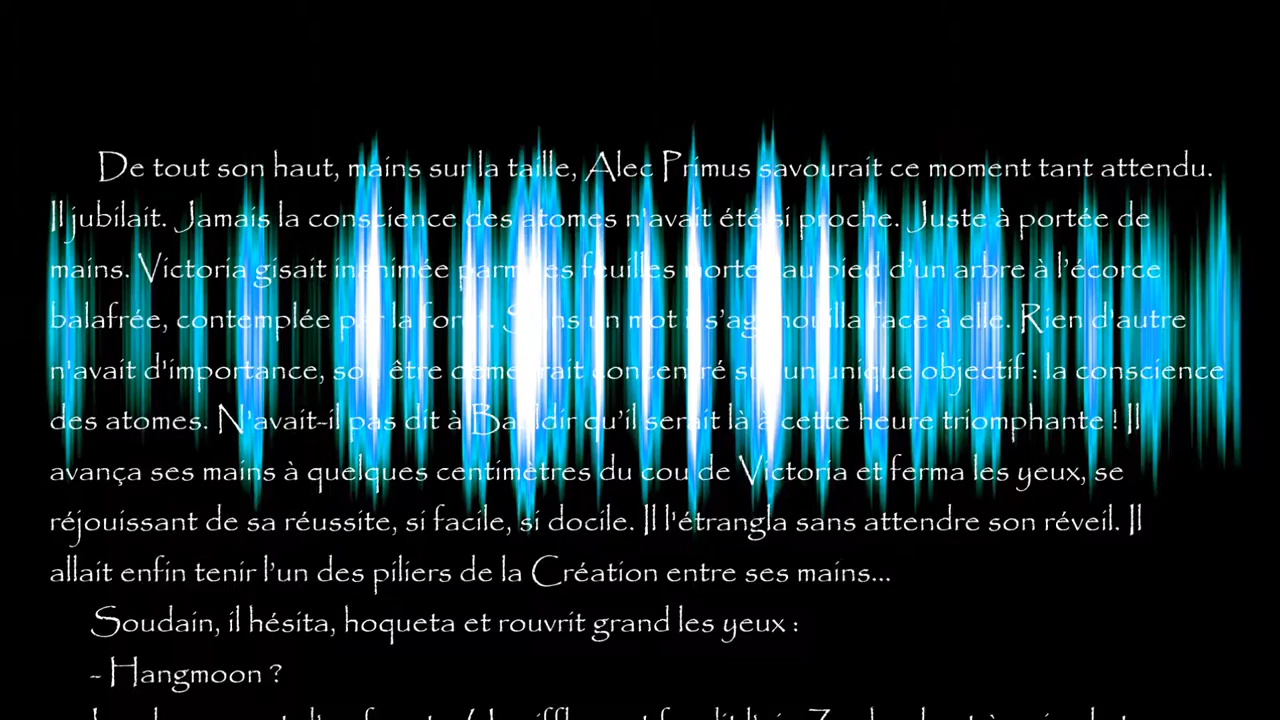 De tout son haut, mains sur la taille, Alec Primus savourait ce moment tant attendu.
Il jubilait. Jamais la conscience des atomes n'avait été si proche. Juste à portée de
mains. Victoria gisait inanimée parmi les feuilles mortes au pied d'un arbre à l'écorce
balafrée, contemplée par la forêt. Sans un mot il s'agenouilla face à elle. Rien d'autre
n'avait d'importance, son être demeurait concentré sur un unique objectif : la conscience
des atomes. N'avait-il pas dit à qu'il serait là à cette heure triomphante ! Il
avança ses mains à quelques centimètres du cou de Victoria et ferma les yeux, se
réjouissant de sa réussite, si facile, si docile. Il l'étrangla sans attendre son réveil. Il
allait enfin tenir l'un des piliers de la Création entre ses mains...
Soudain, il hésita, hoqueta et rouvrit grand les yeux :
- Hangmoon ?